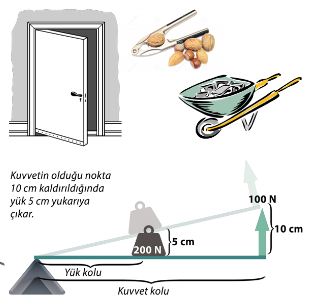 Kuvvetin olduğu nokta
10 cm kaldırıldığında
yük 5 cm yukarıya
çıkar.
100 N
10 cm
5 cm
200 N
Yük kolu
Kuvvet kolu